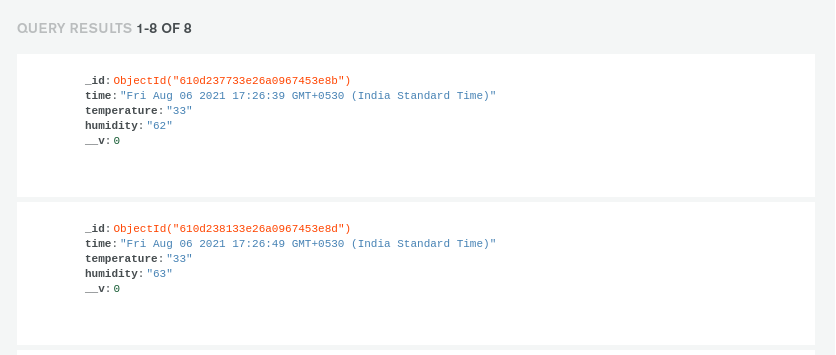 QUERY RESULTS 1-8 OF 8
_id: ObjectId("610d237733e26a0967453e8b")
time: "Fri Aug 06 2021 17:26:39 GMT+0530 (India Standard Time)"
temperature: "33"
humidity: "62"
__v: 0
_id: ObjectId("610d238133e26a0967453e8d")
time: "Fri Aug 06 2021 17:26:49 GMT+0530 (India Standard Time)"
temperature: "33"
humidity: "63"
__v: 0